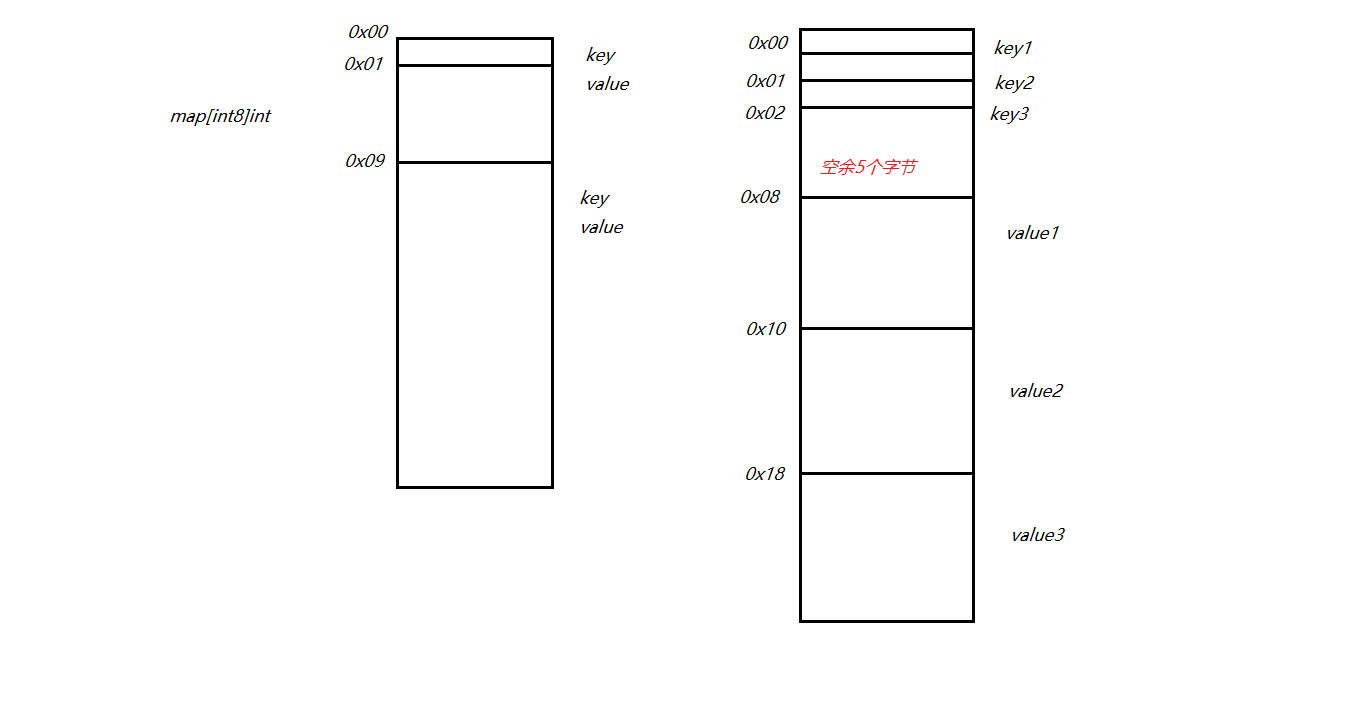 map[int8]int
0x00
0x01
0x09
key
value
key
value
0x00
0x01
0x02
0x08
0x10
0x18
空余5个字节
key1
key2
key3
value1
value2
value3